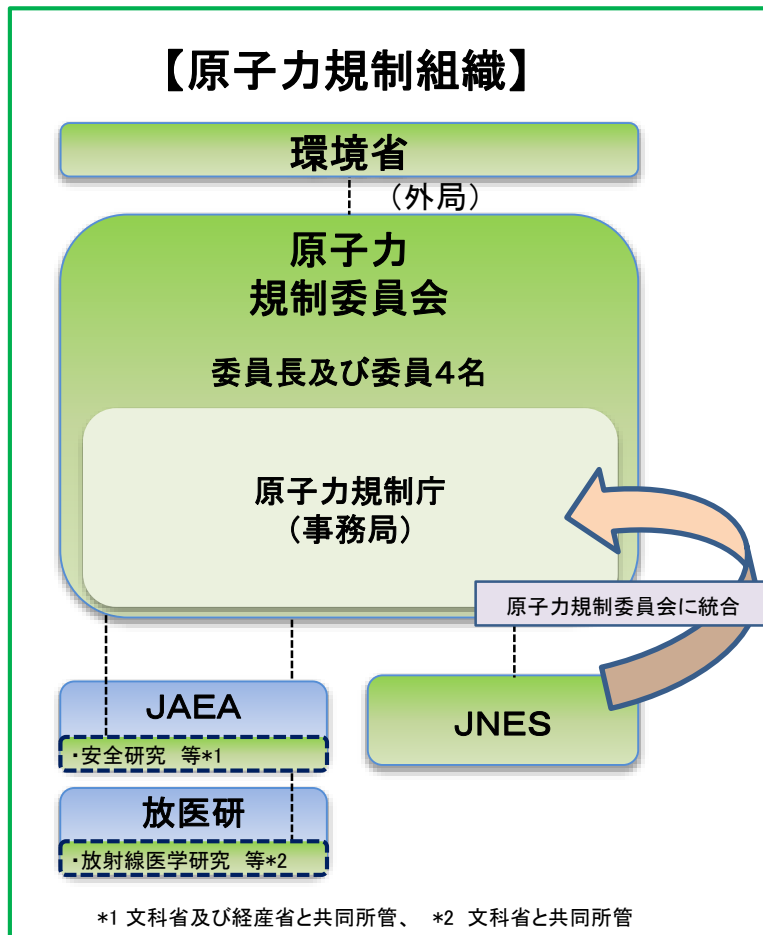 【原子力規制組織】
環境省
（外局）
原子力
規制委員会
委員長及び委員4名
原子力規制庁
（事務局）
原子力規制委員会に統合
JAEA
・安全研究 等*1
JNES
放医研
・放射線医学研究 等*2
*1 文科省及び経産省と共同所管、 *2 文科省と共同所管